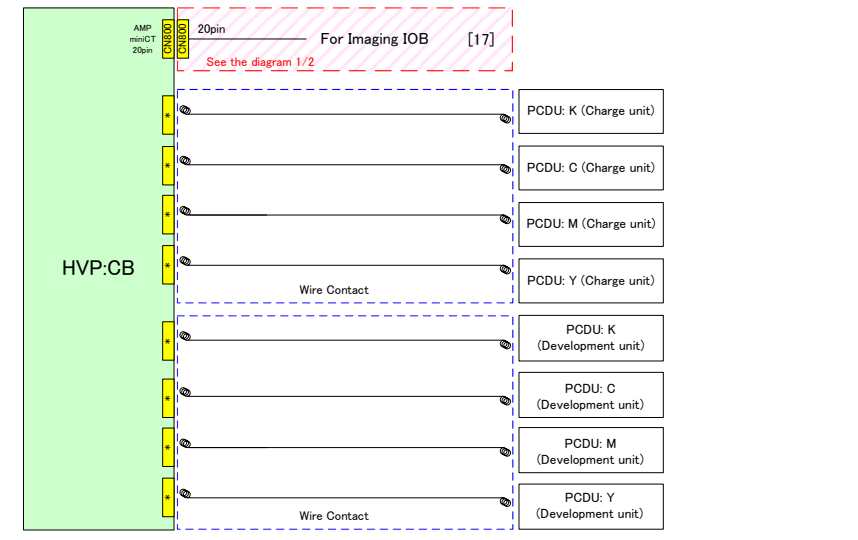 AMP
miniCT
20pin
CN800
CN800
20pin
For Imaging IOB [17]
See the diagram 1/2
HVP:CB
*
PCDU: K (Charge unit)
*
PCDU: C (Charge unit)
*
PCDU: M (Charge unit)
*
PCDU: Y (Charge unit)
Wire Contact
*
PCDU: K
(Development unit)
*
PCDU: C
(Development unit)
*
PCDU: M
(Development unit)
*
PCDU: Y
(Development unit)
Wire Contact